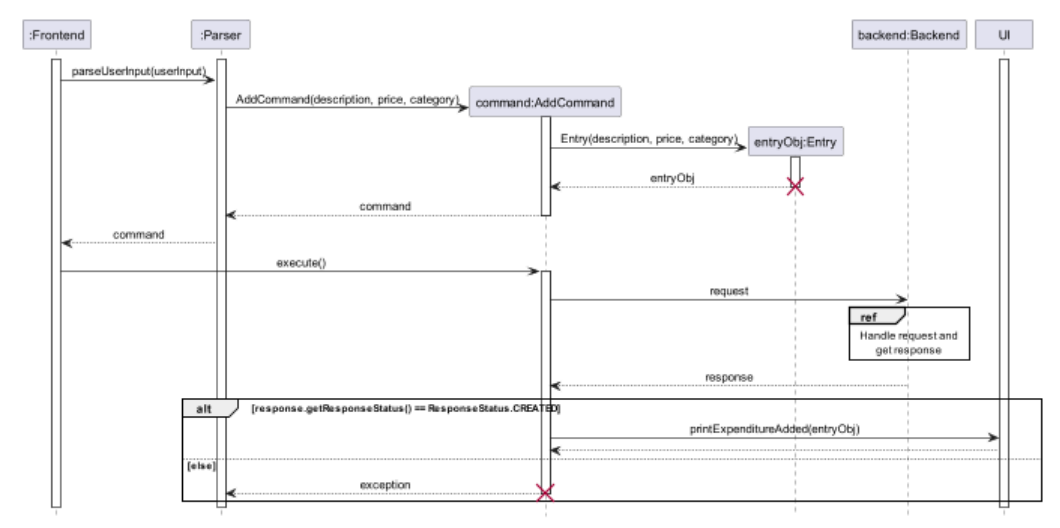 :Frontend
:Parser
backend:Backend
UI
parseUserInput(userInput)
AddCommand(description, price, category)
command:AddCommand
Entry(description, price, category)
entryObj:Entry
entryObj
command
command
execute()
request
ref
Handle request and
get response
response
alt
[response.getResponseStatus() == ResponseStatus.CREATED]
printExpenditureAdded(entryObj)
[else]
exception